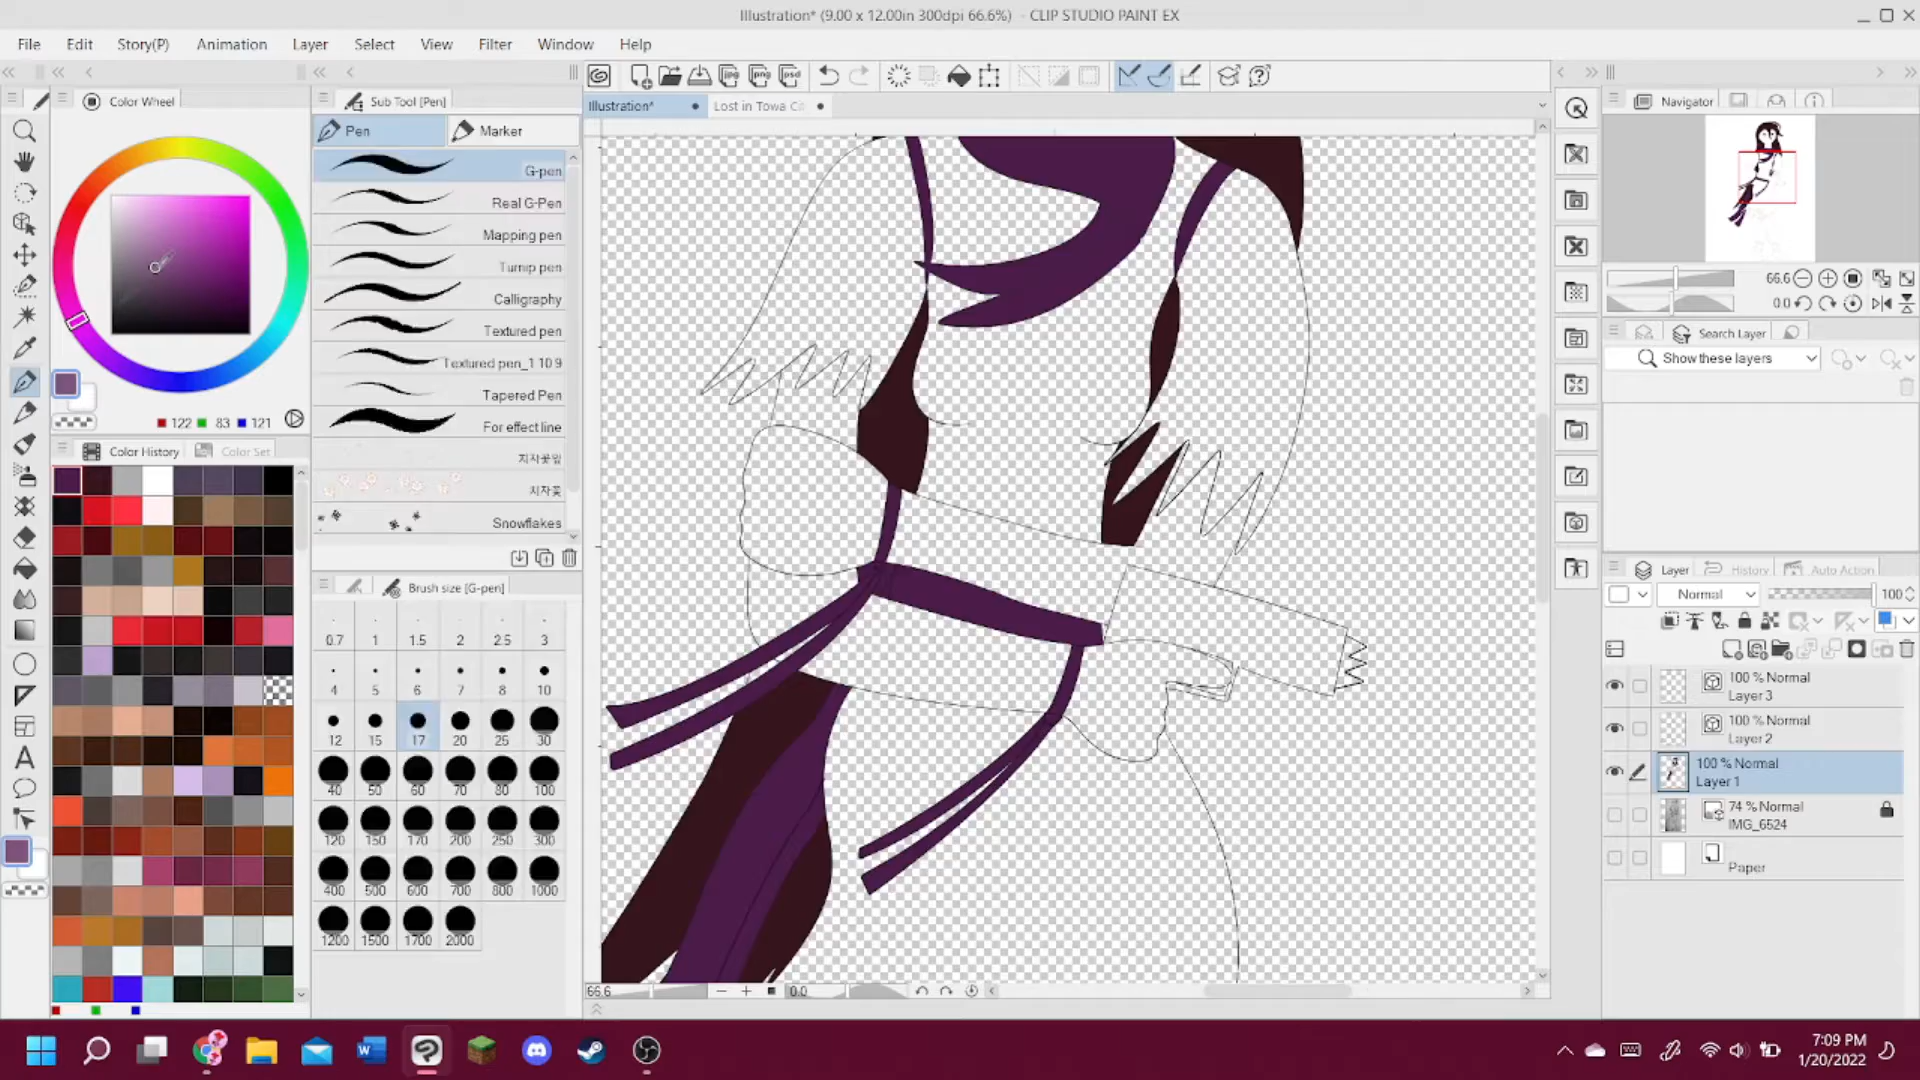 Illustration* (9.00 x 12.00in 300dpi 66.6%) - CLIP STUDIO PAINT EX
File Edit Story(P) Animation Layer Select View Filter Window Help
Color Wheel
Sub Tool [Pen]
Illustration*
Lost in Towa Ci
Navigator
Pen
Marker
G-pen
Real G-Pen
Mapping pen
Turnip pen
Calligraphy
Textured pen
Textured pen_1 10 9
Tapered Pen
For effect line
치자꽃잎
치자꽃
Snowflakes
122 83 121
Color History
Color Set
Brush size [G-pen]
0.7 1 1.5 2 2.5 3
4 5 6 7 8 10
12 15 17 20 25 30
40 50 60 70 80 100
120 150 170 200 250 300
400 500 600 700 800 1000
1200 1500 1700 2000
66.6
0.0
66.6
0.0
Search Layer
Show these layers
Layer
History
Auto Action
Normal
100
100 % Normal
Layer 3
100 % Normal
Layer 2
100 % Normal
Layer 1
74 % Normal
IMG_6524
Paper
7:09 PM
1/20/2022